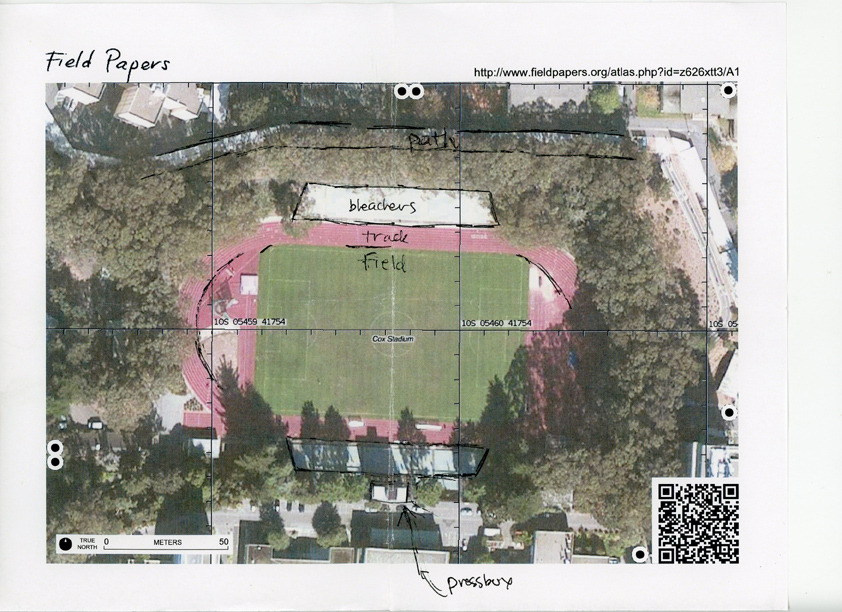 Field Papers
http://www.fieldpapers.org/atlas.php?id=z626xtt3/A1
path
bleachers
track
Field
10S 05459 41754
10S 05460 41754
10S 05
Cox Stadium
TRUE NORTH
0 METERS 50
pressbox